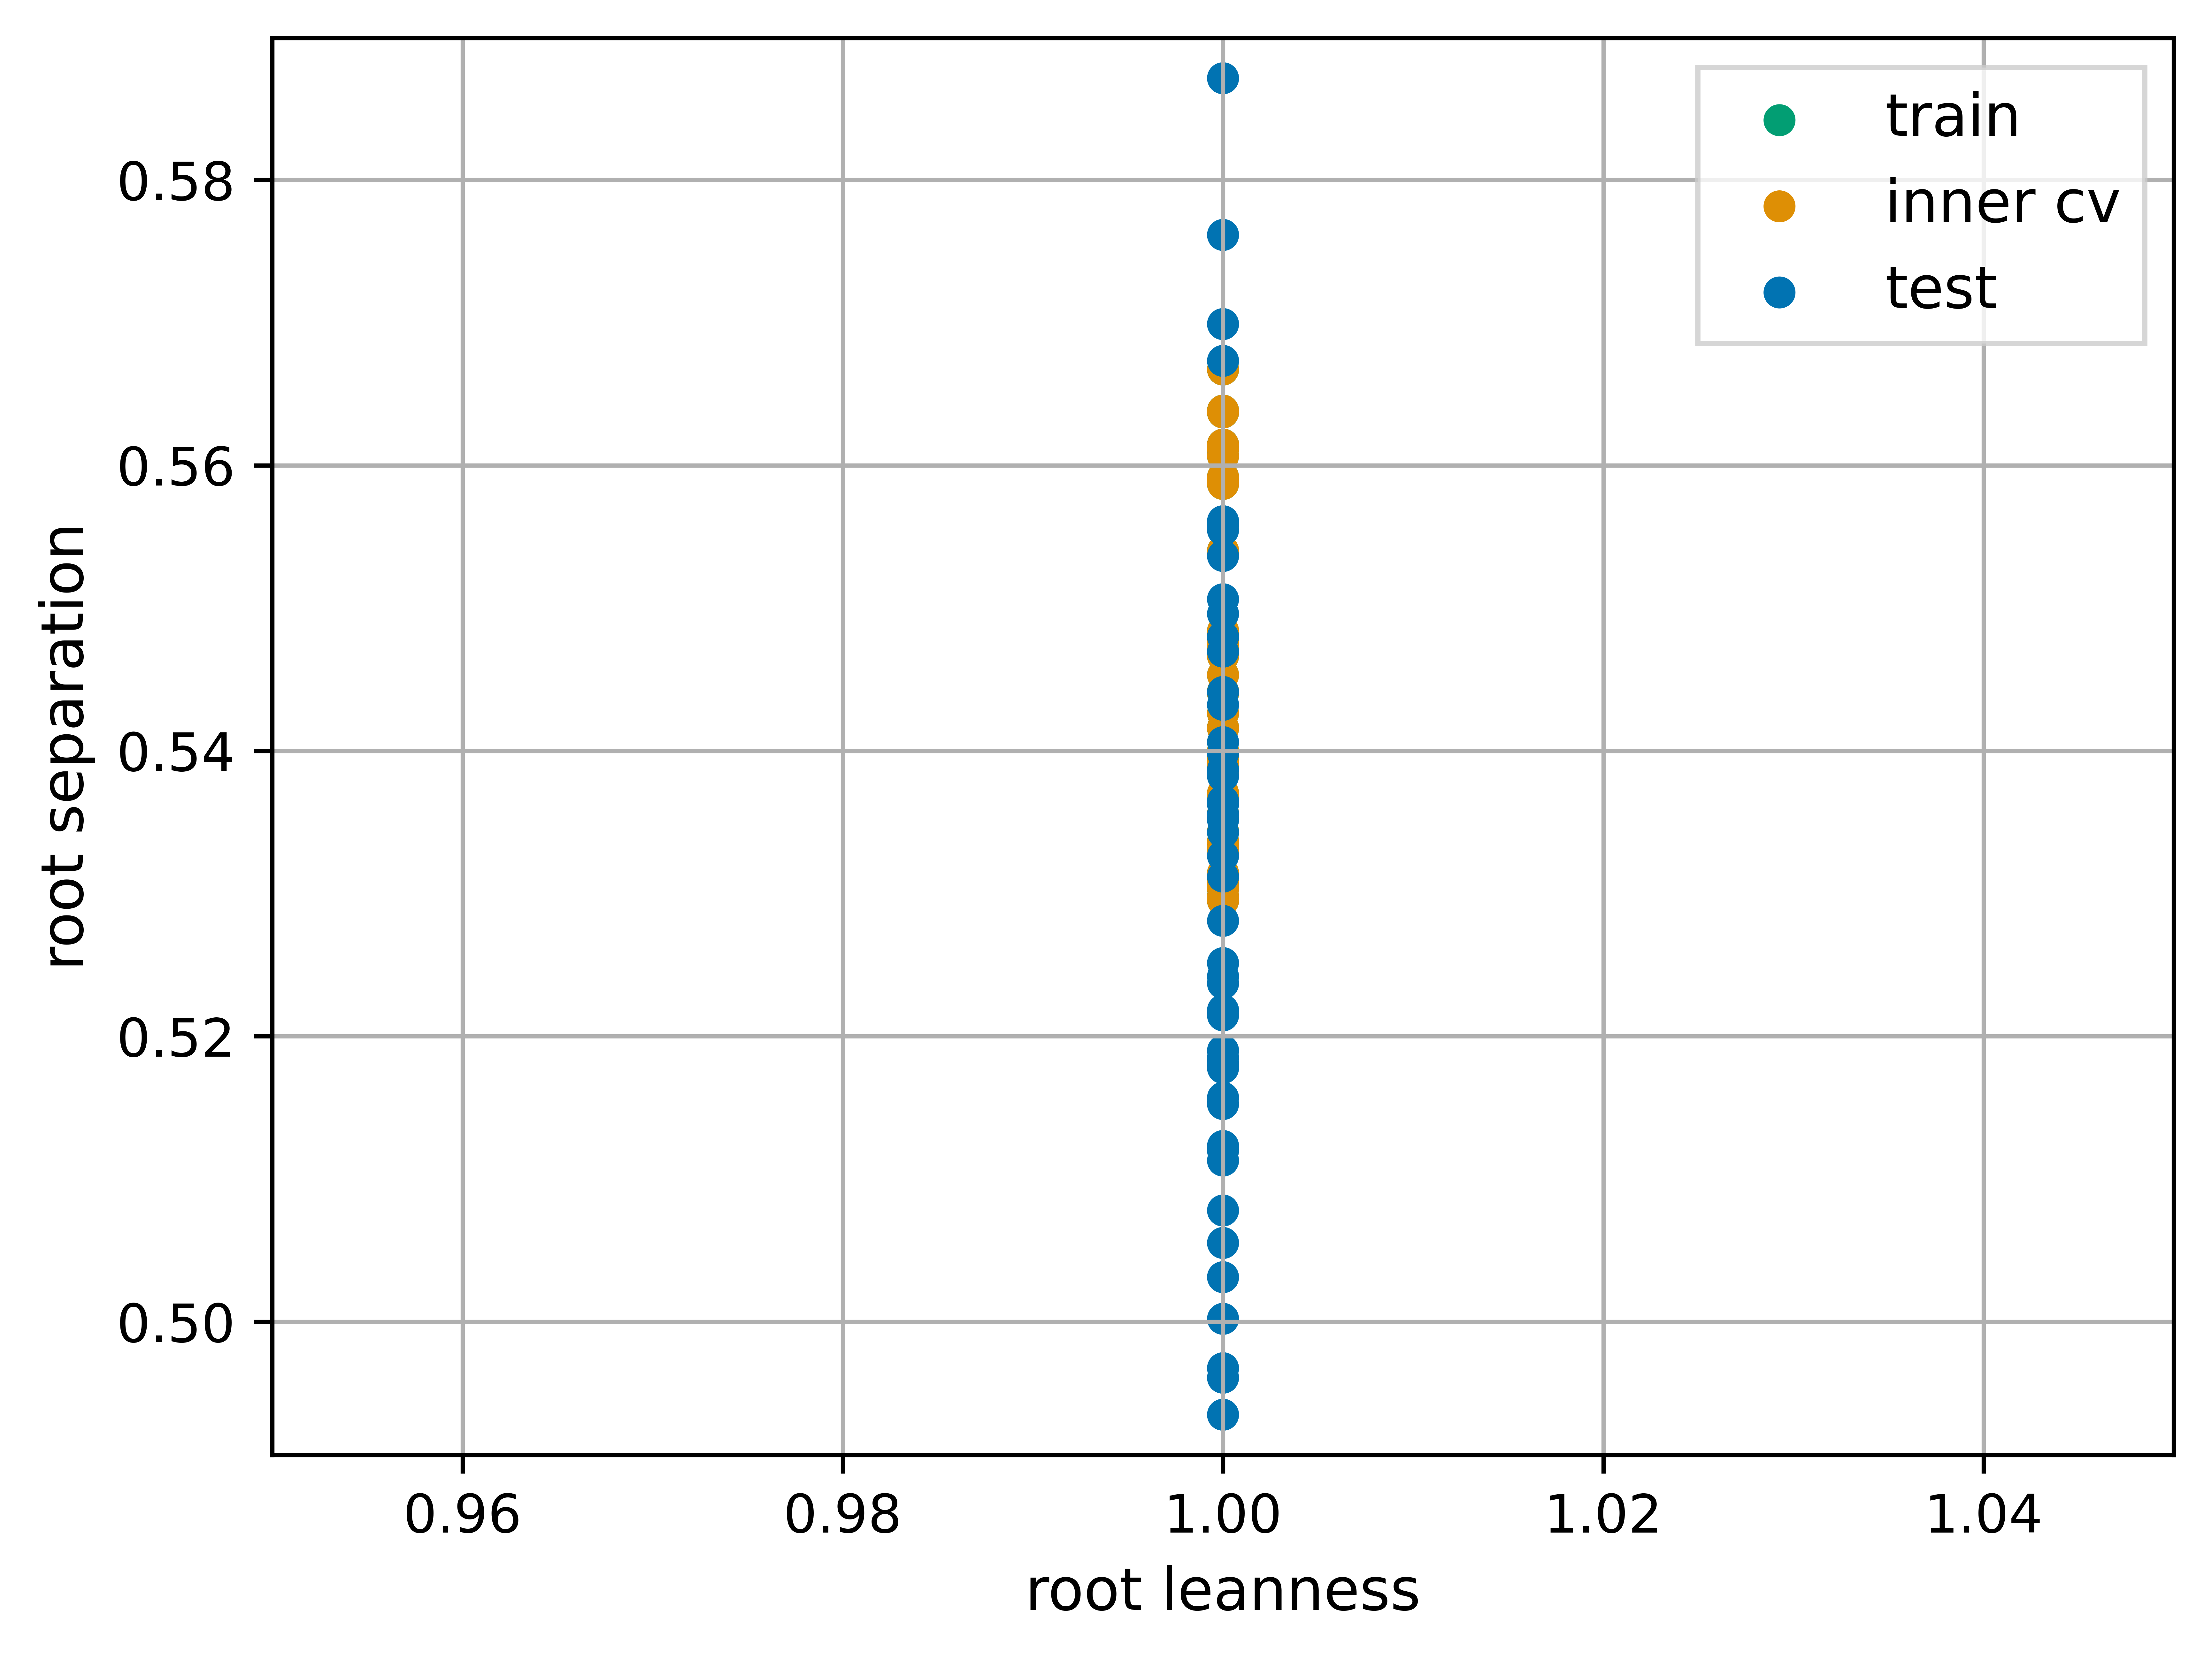 train
inner cv
test
0.58
0.56
0.54
0.52
0.50
root separation
0.96 0.98 1.00 1.02 1.04
root leanness